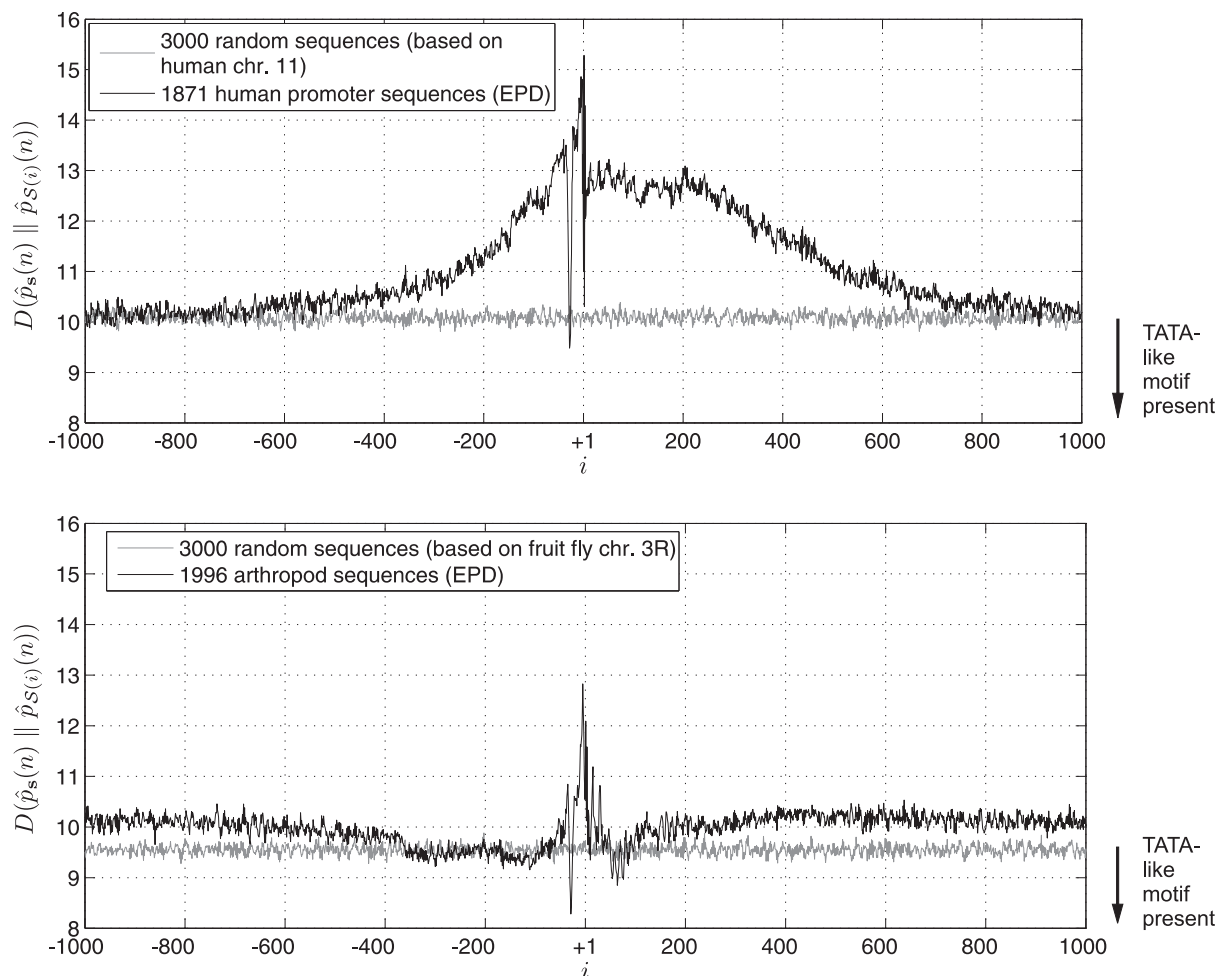 16
15
14
13
12
11
10
9
8
D(p̂ₛ(n) || p̂_S(i)(n))
3000 random sequences (based on
human chr. 11)
1871 human promoter sequences (EPD)
-1000 -800 -600 -400 -200 +1 200 400 600 800 1000
i
TATA-
like
motif
present
16
15
14
13
12
11
10
9
8
D(p̂ₛ(n) || p̂_S(i)(n))
3000 random sequences (based on fruit fly chr. 3R)
1996 arthropod sequences (EPD)
-1000 -800 -600 -400 -200 +1 200 400 600 800 1000
i
TATA-
like
motif
present